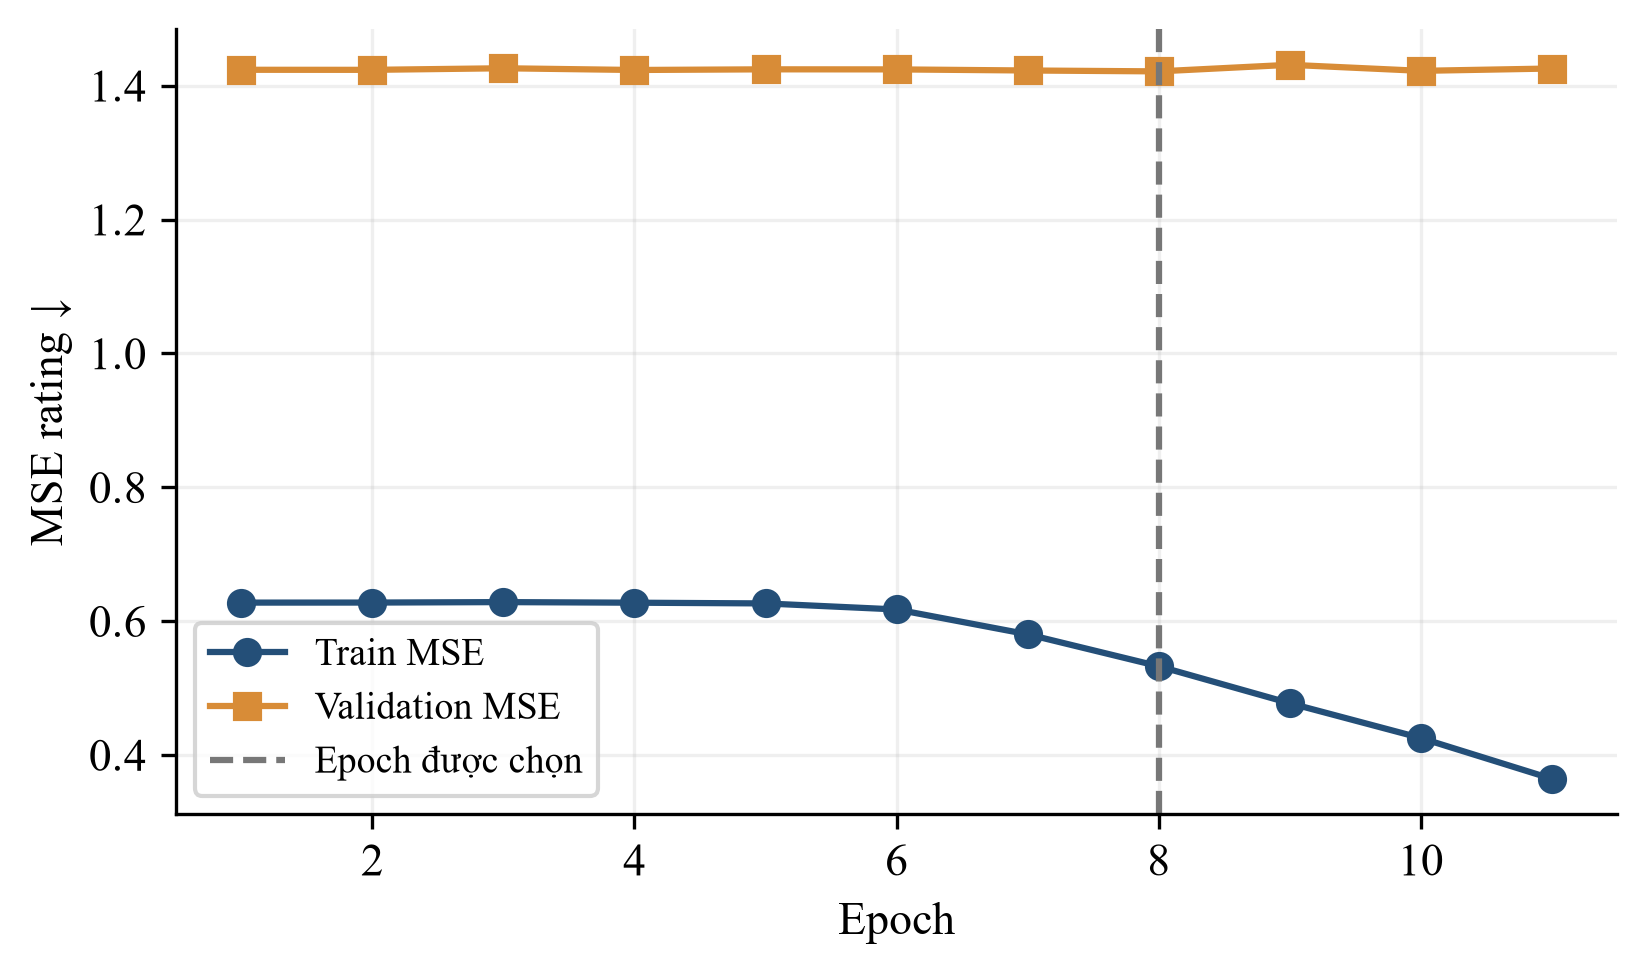 1.4
1.2
1.0
0.8
0.6
0.4
MSE rating ↓
Train MSE
Validation MSE
Epoch được chọn
2 4 6 8 10
Epoch